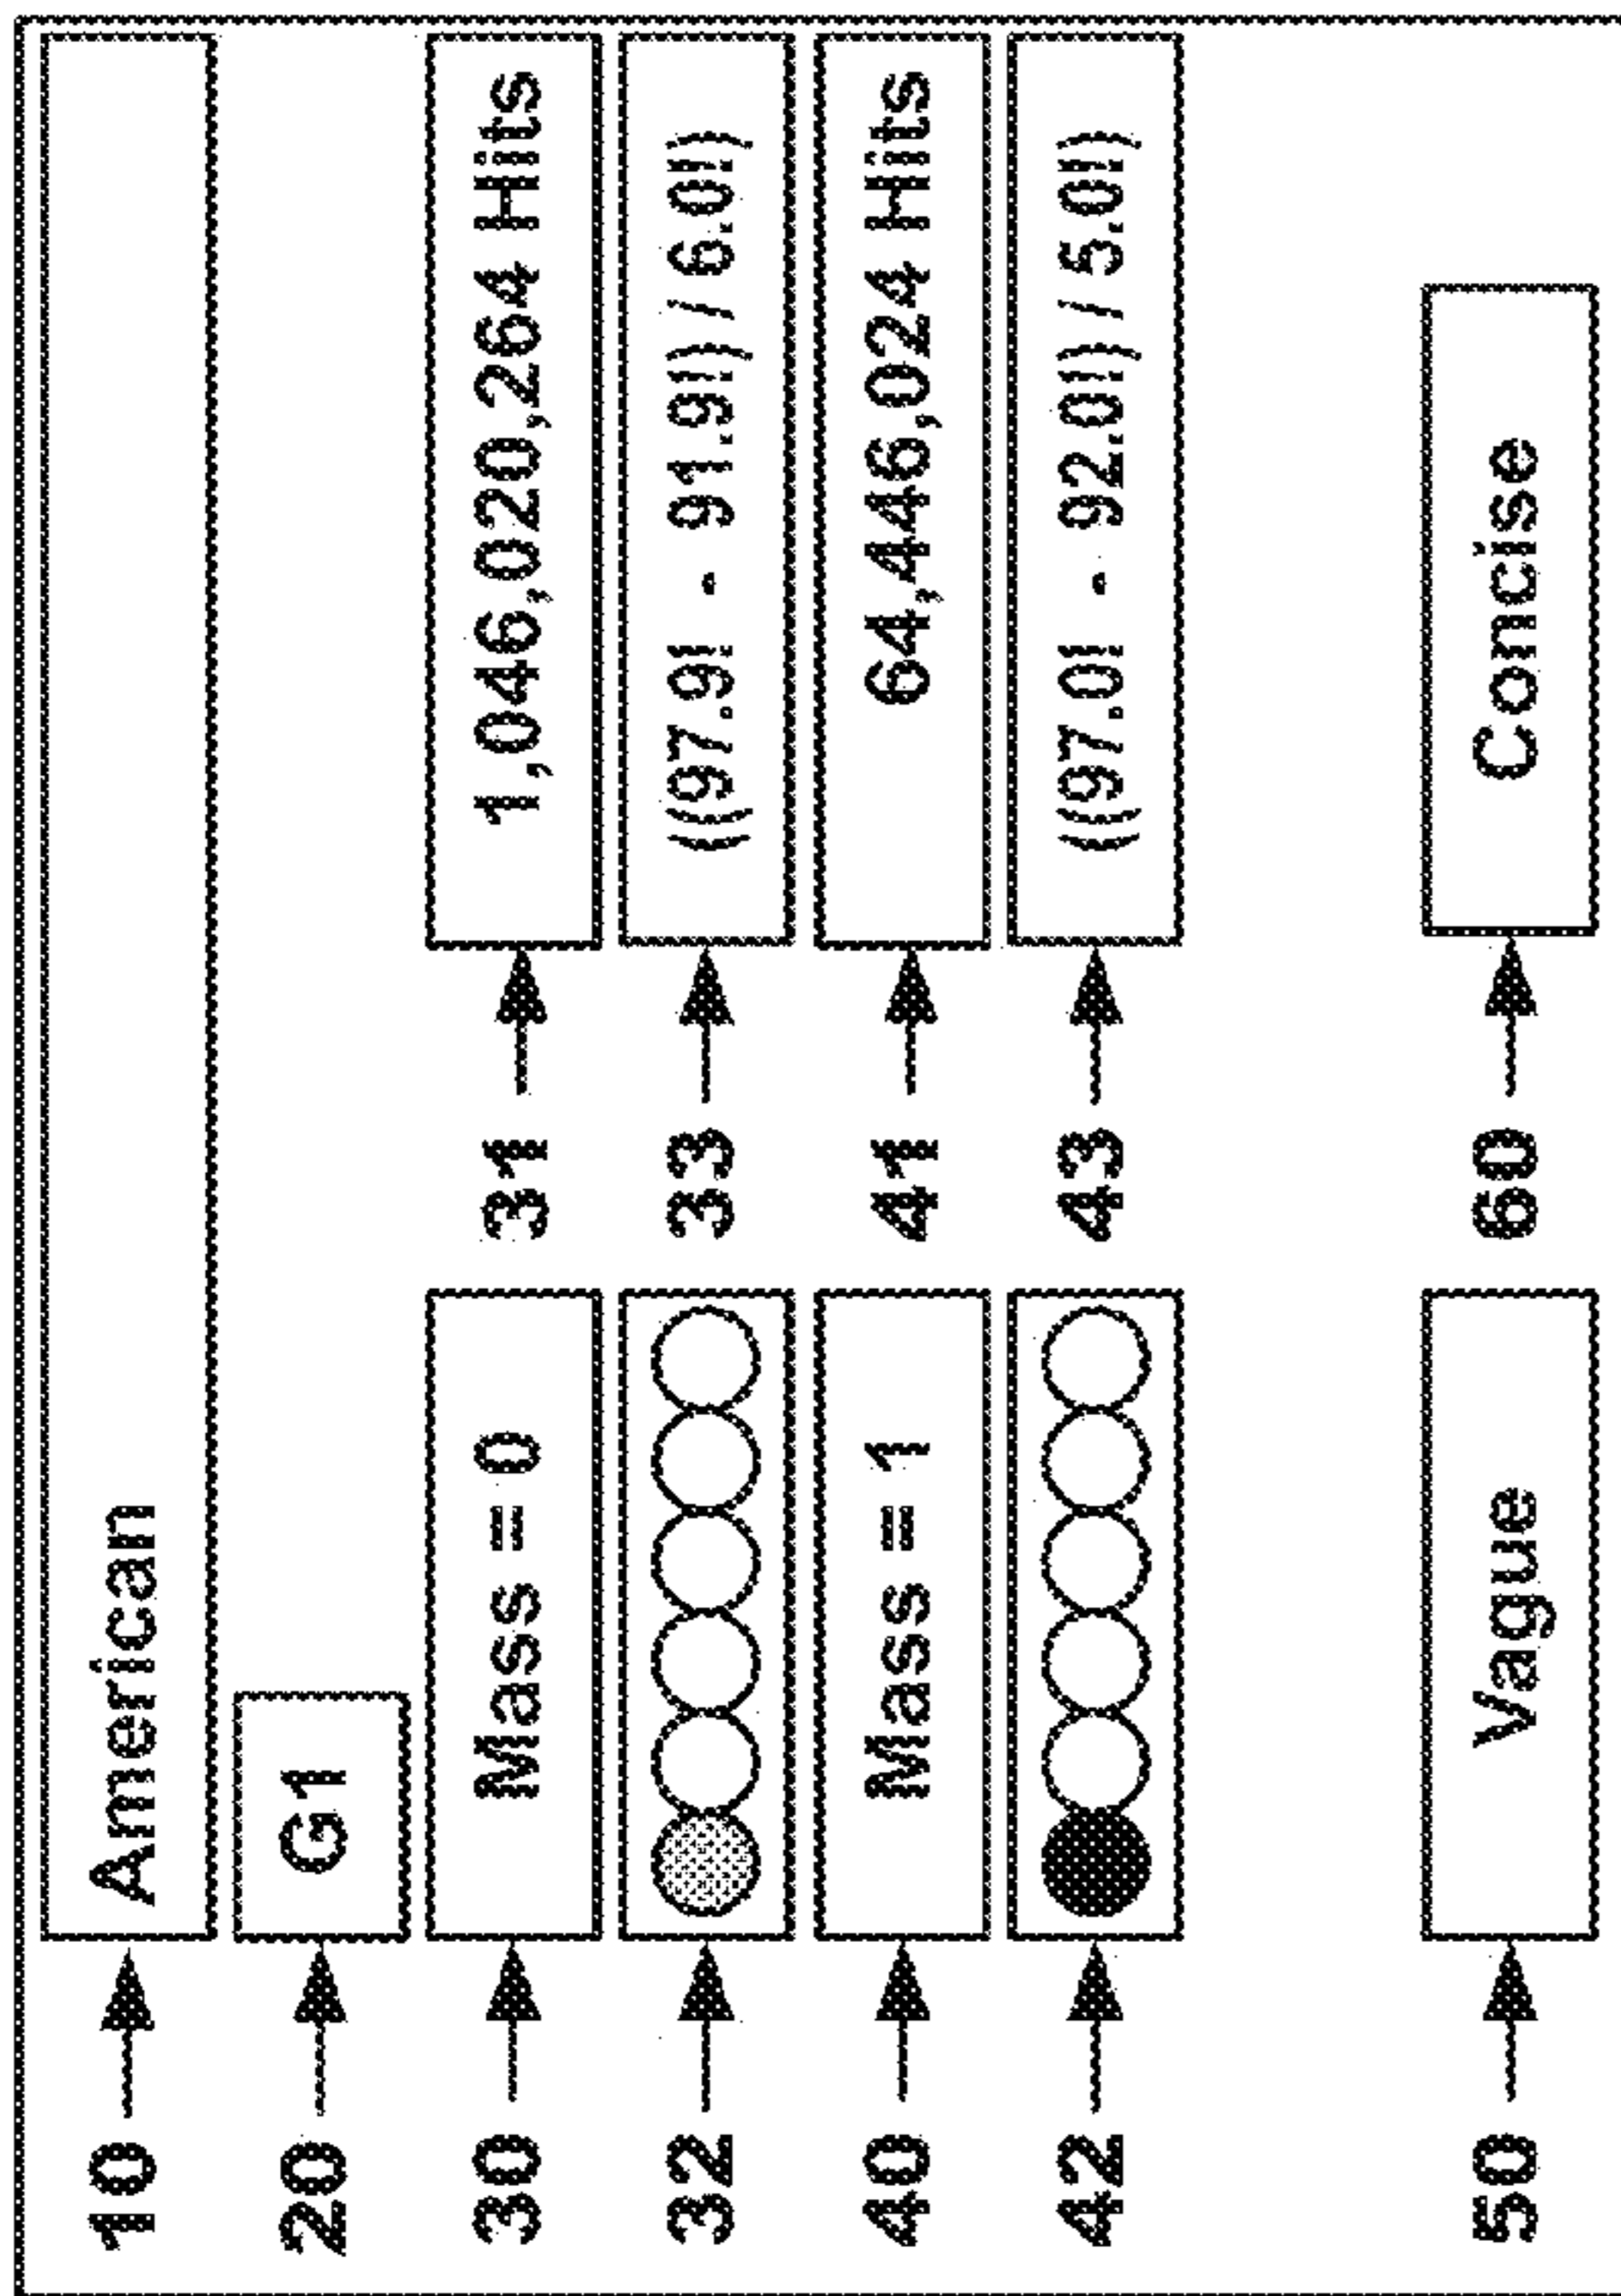 10 American
20 G1
30 Mass = 0 31 1,046,020,264 Hits
32 33 ((97.9! - 91.9!) / 6.0!)
40 Mass = 1 41 64,446,024 Hits
42 43 ((97.0! - 92.0!) / 5.0!)
50 Vague 60 Concise